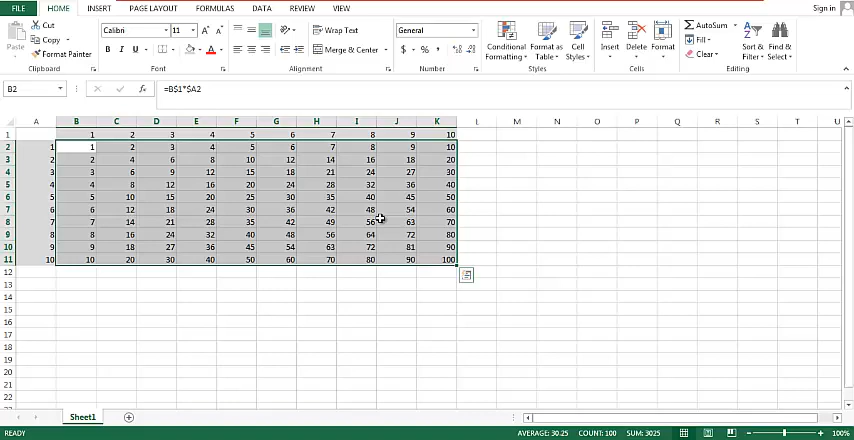 FILE HOME INSERT PAGE LAYOUT FORMULAS DATA REVIEW VIEW Sign in
Paste Cut Copy Format Painter Clipboard
Calibri 11 A A B I U A Font
Wrap Text Merge & Center Alignment
General $ % , Number
Conditional Formatting Format as Table Cell Styles Styles
Insert Delete Format Cells
AutoSum Fill Clear Sort & Filter Find & Select Editing
B2 fx =B$1*$A2
A B C D E F G H I J K L M N O P Q R S T U
1 1 2 3 4 5 6 7 8 9 10
2 1 1 2 3 4 5 6 7 8 9 10
3 2 2 4 6 8 10 12 14 16 18 20
4 3 3 6 9 12 15 18 21 24 27 30
5 4 4 8 12 16 20 24 28 32 36 40
6 5 5 10 15 20 25 30 35 40 45 50
7 6 6 12 18 24 30 36 42 48 54 60
8 7 7 14 21 28 35 42 49 56 63 70
9 8 8 16 24 32 40 48 56 64 72 80
10 9 9 18 27 36 45 54 63 72 81 90
11 10 10 20 30 40 50 60 70 80 90 100
12
13
14
15
16
17
18
19
20
21
22
Sheet1
READY AVERAGE: 30.25 COUNT: 100 SUM: 3025 100%